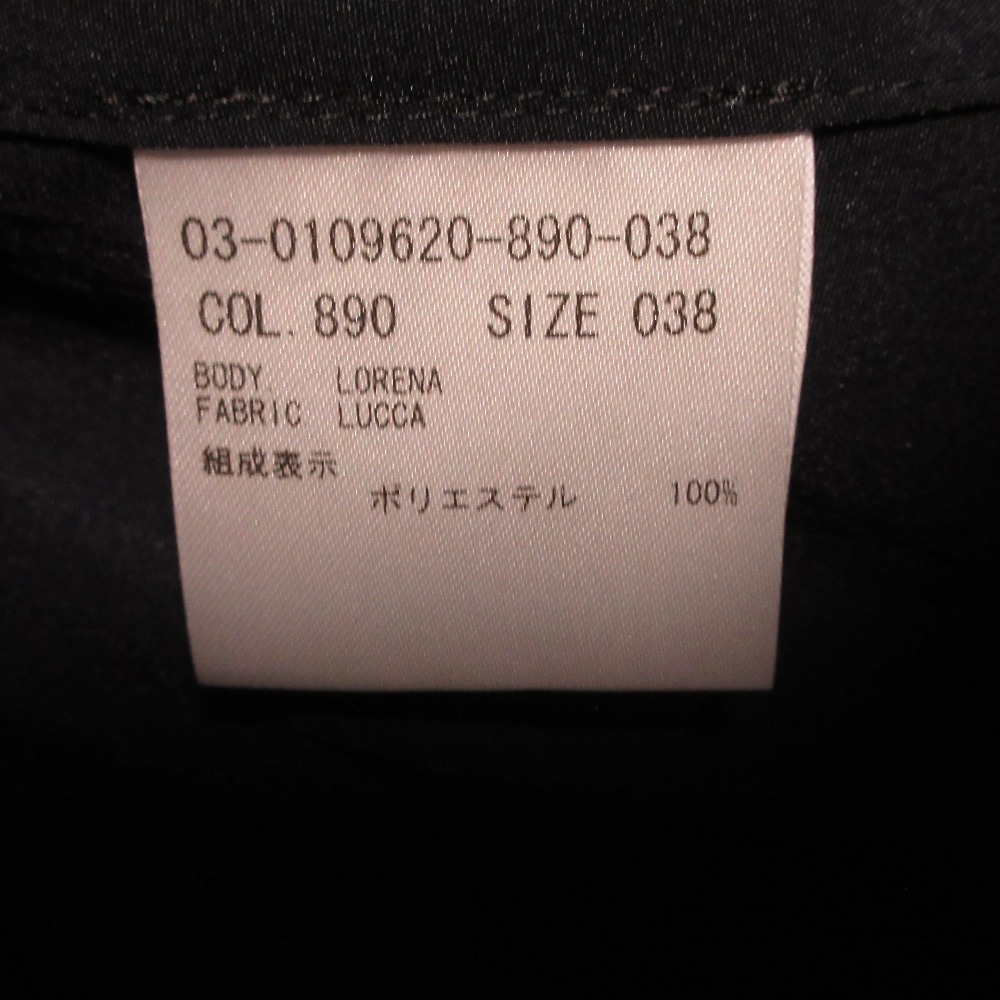 03-0109620-890-038
COL. 890 SIZE 038
BODY. LORENA
FABRIC LUCCA
組成表示
ポリエステル 100%